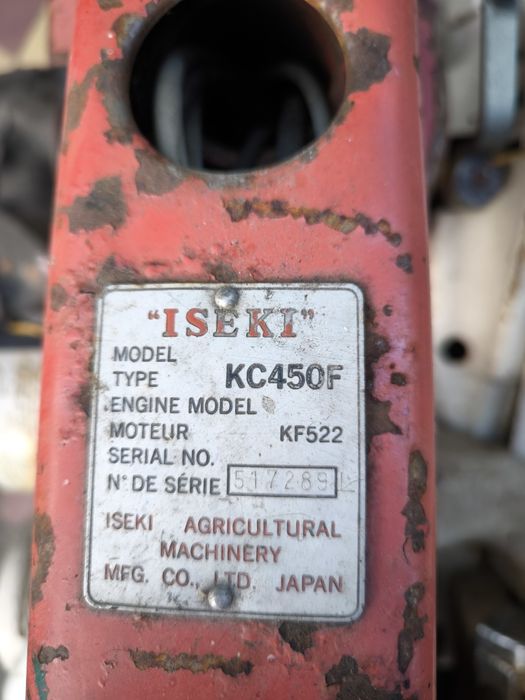 "ISEKI"
MODEL
TYPE KC450F
ENGINE MODEL
MOTEUR KF522
SERIAL NO.
N° DE SÉRIE 517289
ISEKI AGRICULTURAL
MACHINERY
MFG. CO., LTD. JAPAN